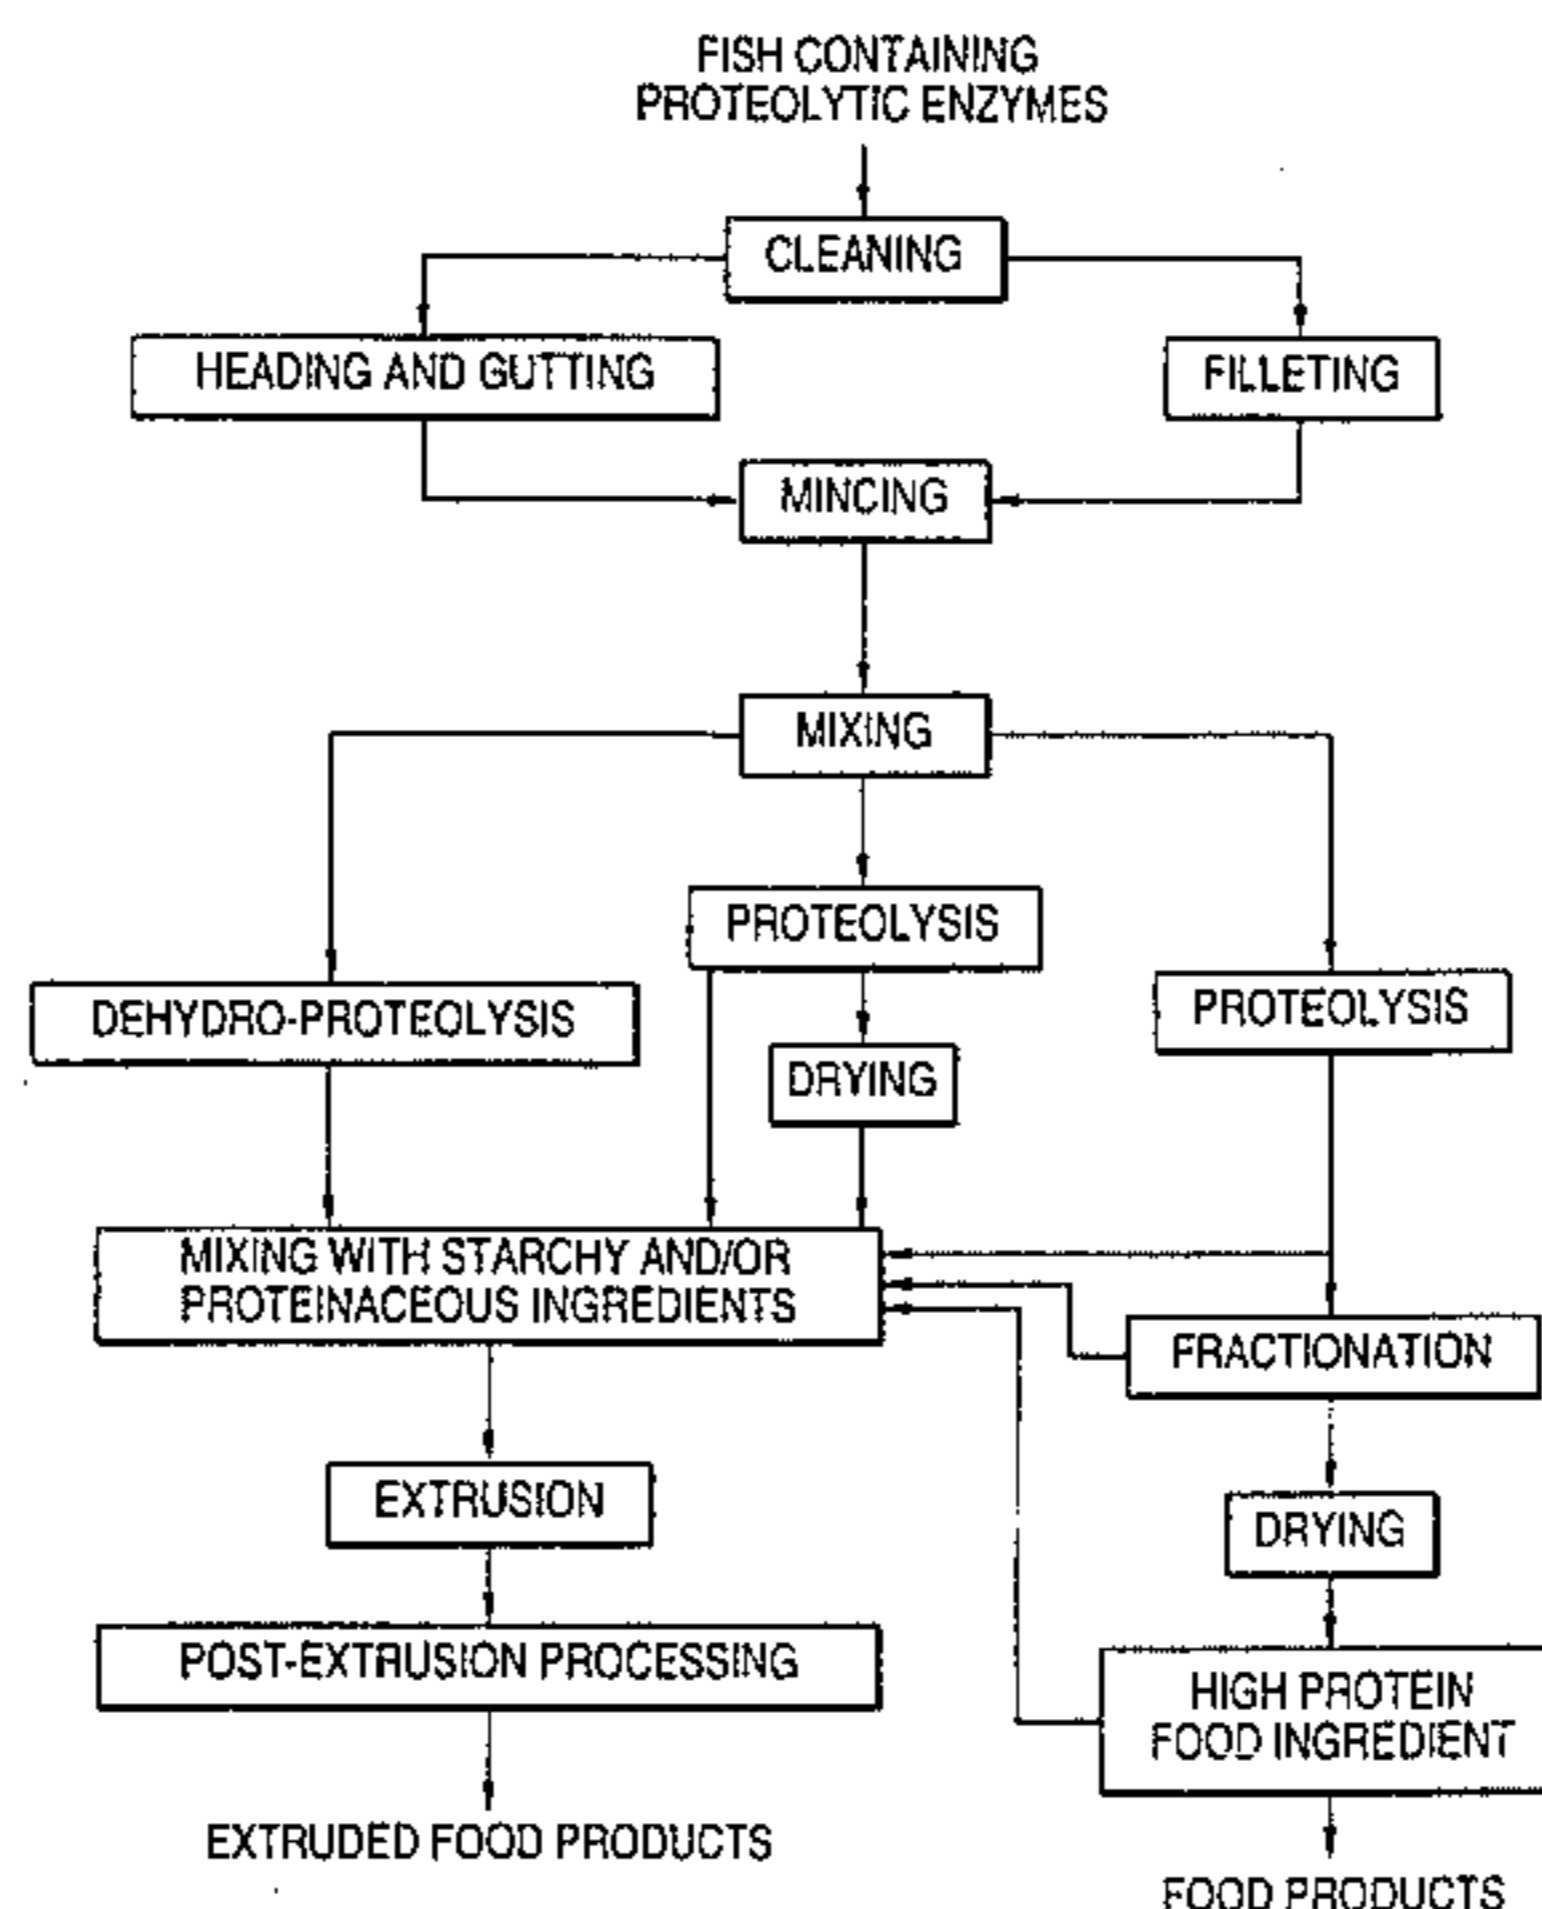 FISH CONTAINING
PROTEOLYTIC ENZYMES
CLEANING
HEADING AND GUTTING
FILLETING
MINCING
MIXING
PROTEOLYSIS
DEHYDRO-PROTEOLYSIS
PROTEOLYSIS
DRYING
MIXING WITH STARCHY AND/OR
PROTEINACEOUS INGREDIENTS
FRACTIONATION
EXTRUSION
DRYING
POST-EXTRUSION PROCESSING
HIGH PROTEIN
FOOD INGREDIENT
EXTRUDED FOOD PRODUCTS
FOOD PRODUCTS